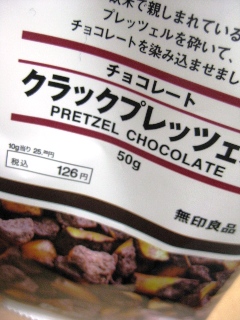 欧米で親しまれている
プレッツェルを砕いて、
チョコレートを染み込ませまし
チョコレート
クラックプレッツェ
PRETZEL CHOCOLATE
50g
10g当り 25.
税込 126円
無印良品